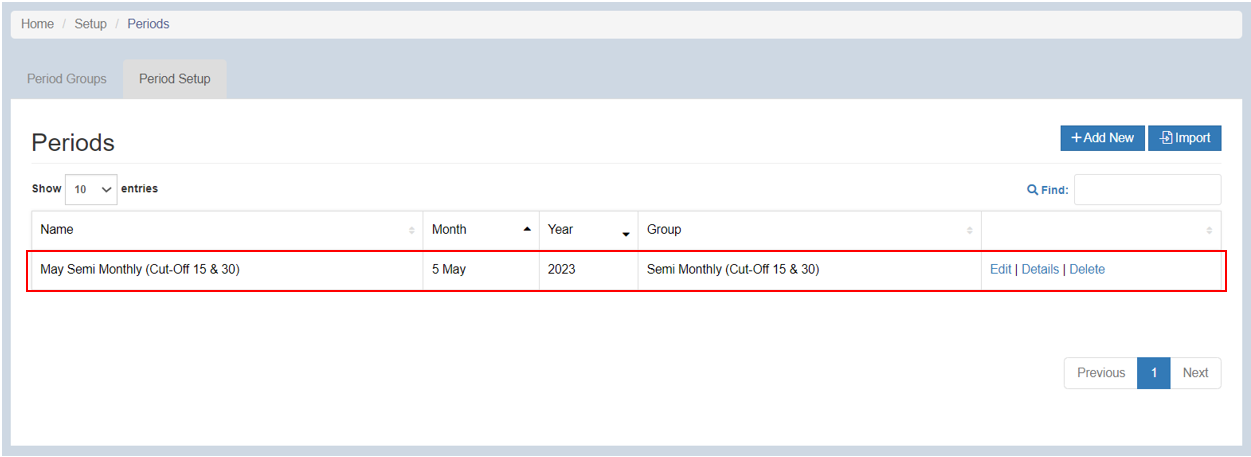 Home / Setup / Periods
Period Groups Period Setup
Periods
+ Add New Import
Show 10 entries Find:
Name Month Year Group
May Semi Monthly (Cut-Off 15 & 30) 5 May 2023 Semi Monthly (Cut-Off 15 & 30) Edit | Details | Delete
Previous 1 Next